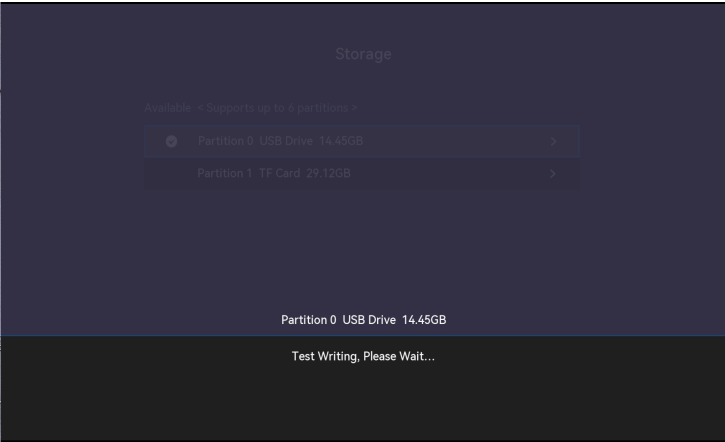 Storage
Available < Supports up to 6 partitions >
Partition 0 USB Drive 14.45GB
Partition 1 TF Card 29.12GB
Partition 0 USB Drive 14.45GB
Test Writing, Please Wait...